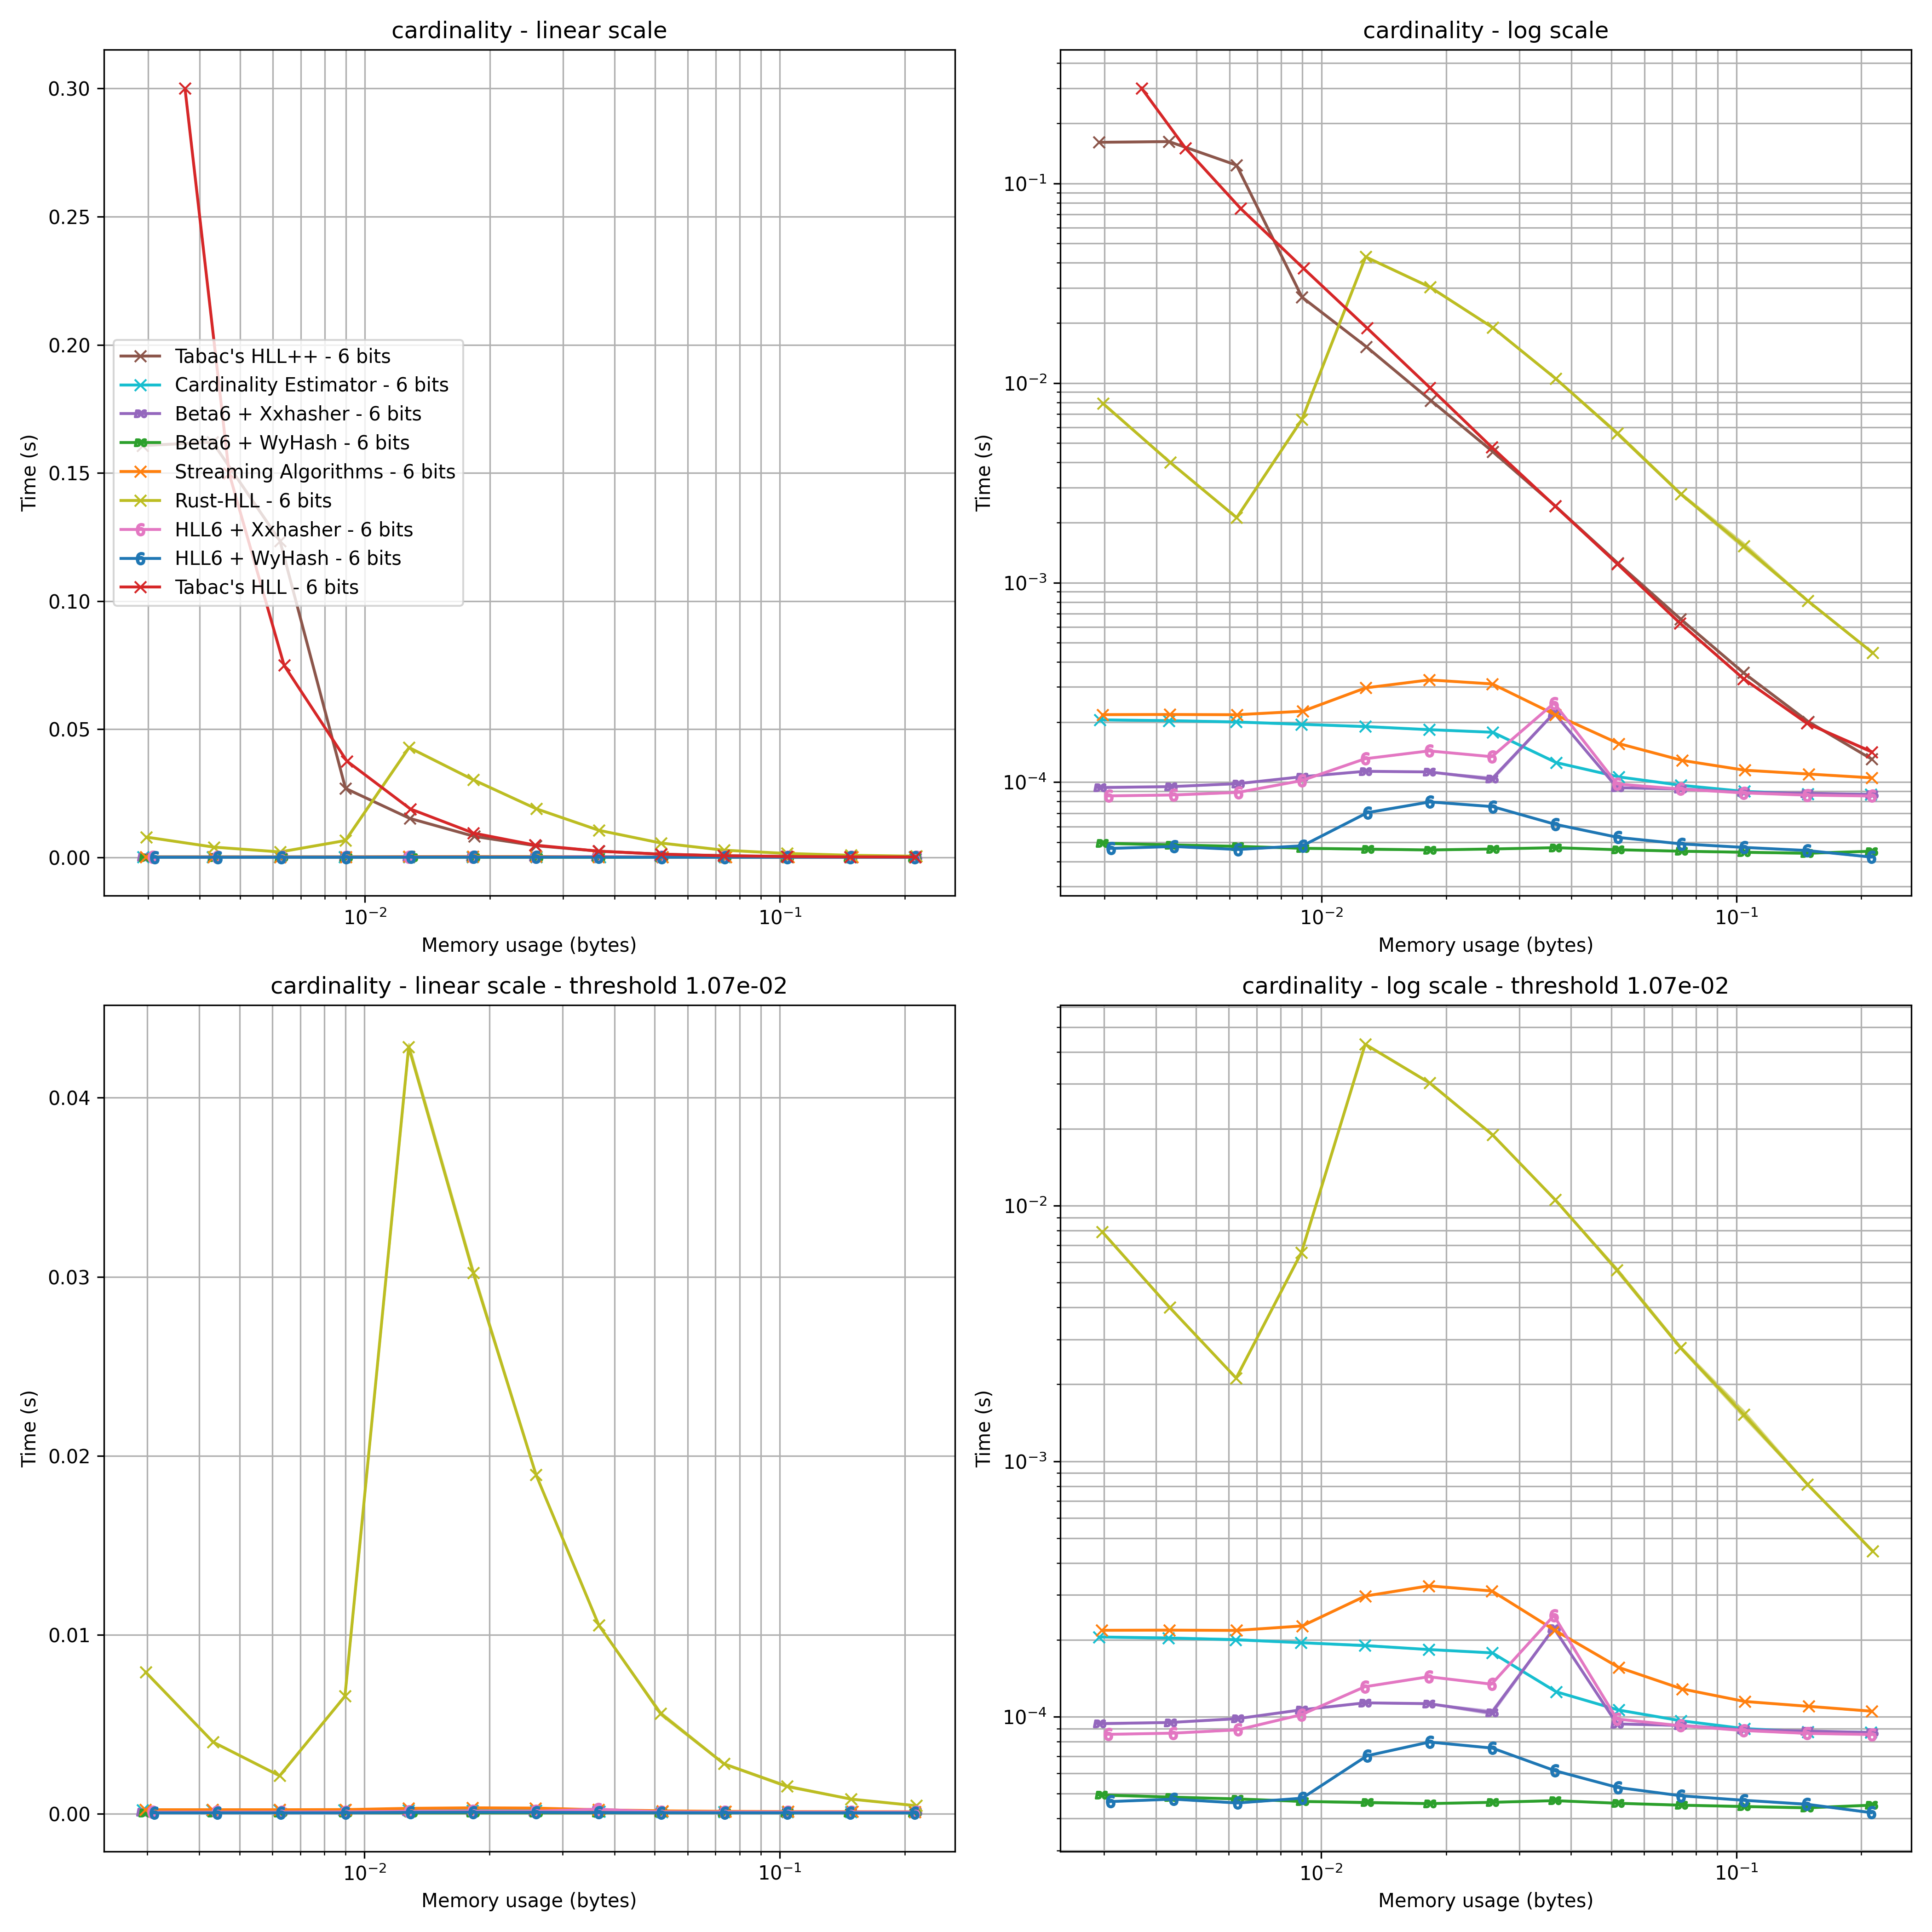 cardinality - linear scale
0.30
0.25
0.20
0.15
0.10
0.05
0.00
Time (s)
Tabac's HLL++ - 6 bits
Cardinality Estimator - 6 bits
Beta6 + Xxhasher - 6 bits
Beta6 + WyHash - 6 bits
Streaming Algorithms - 6 bits
Rust-HLL - 6 bits
HLL6 + Xxhasher - 6 bits
HLL6 + WyHash - 6 bits
Tabac's HLL - 6 bits
10⁻² 10⁻¹
Memory usage (bytes)
cardinality - log scale
10⁻¹
10⁻²
10⁻³
10⁻⁴
Time (s)
10⁻² 10⁻¹
Memory usage (bytes)
cardinality - linear scale - threshold 1.07e-02
0.04
0.03
0.02
0.01
0.00
Time (s)
10⁻² 10⁻¹
Memory usage (bytes)
cardinality - log scale - threshold 1.07e-02
10⁻²
10⁻³
10⁻⁴
Time (s)
10⁻² 10⁻¹
Memory usage (bytes)